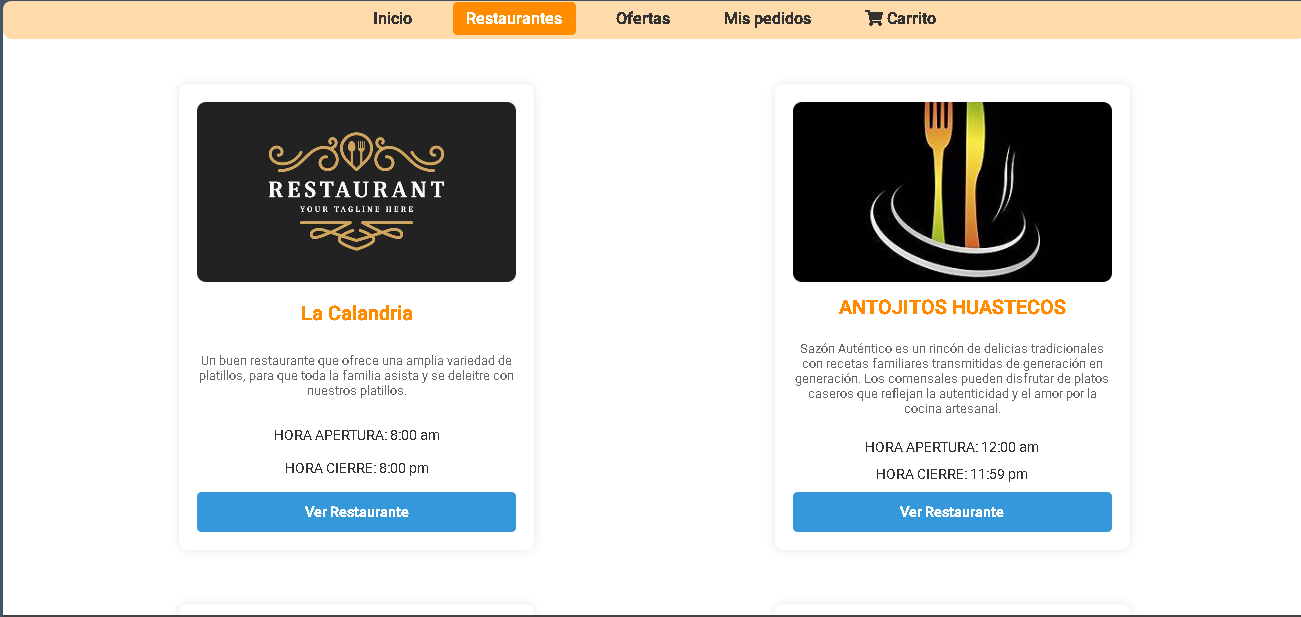 Inicio Restaurantes Ofertas Mis pedidos Carrito
RESTAURANT
YOUR TAGLINE HERE
La Calandria
Un buen restaurante que ofrece una amplia variedad de
platillos, para que toda la familia asista y se deleitre con
nuestros platillos.
HORA APERTURA: 8:00 am
HORA CIERRE: 8:00 pm
Ver Restaurante
ANTOJITOS HUASTECOS
Sazón Auténtico es un rincón de delicias tradicionales
con recetas familiares transmitidas de generación en
generación. Los comensales pueden disfrutar de platos
caseros que reflejan la autenticidad y el amor por la
cocina artesanal.
HORA APERTURA: 12:00 am
HORA CIERRE: 11:59 pm
Ver Restaurante